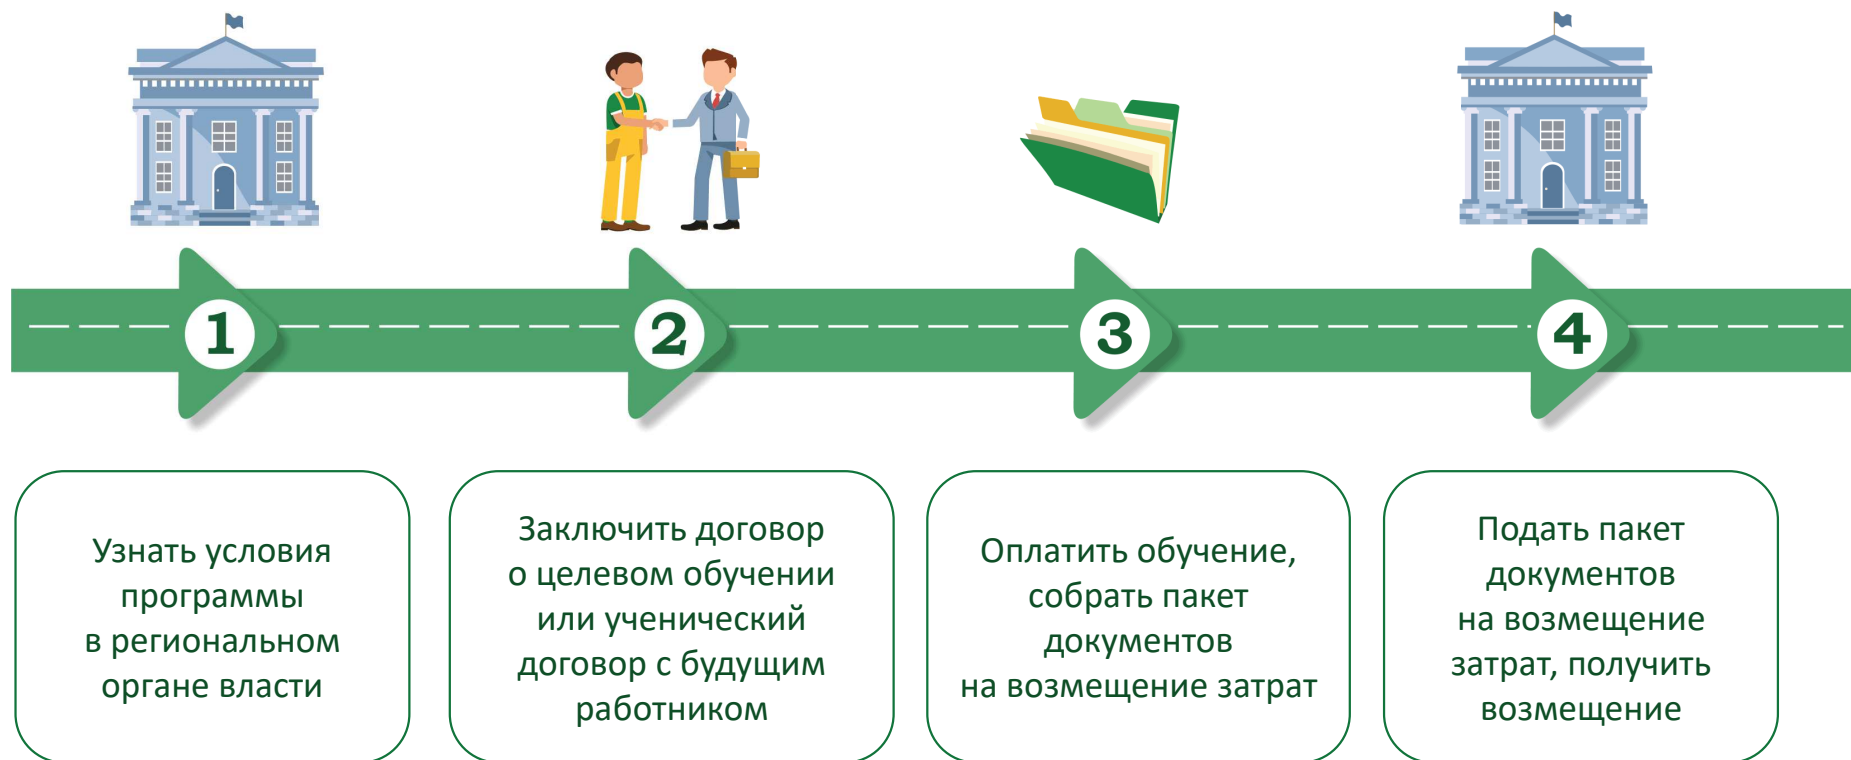 1
2
3
4
Узнать условия
программы
в региональном
органе власти
Заключить договор
о целевом обучении
или ученический
договор с будущим
работником
Оплатить обучение,
собрать пакет
документов
на возмещение затрат
Подать пакет
документов
на возмещение
затрат, получить
возмещение